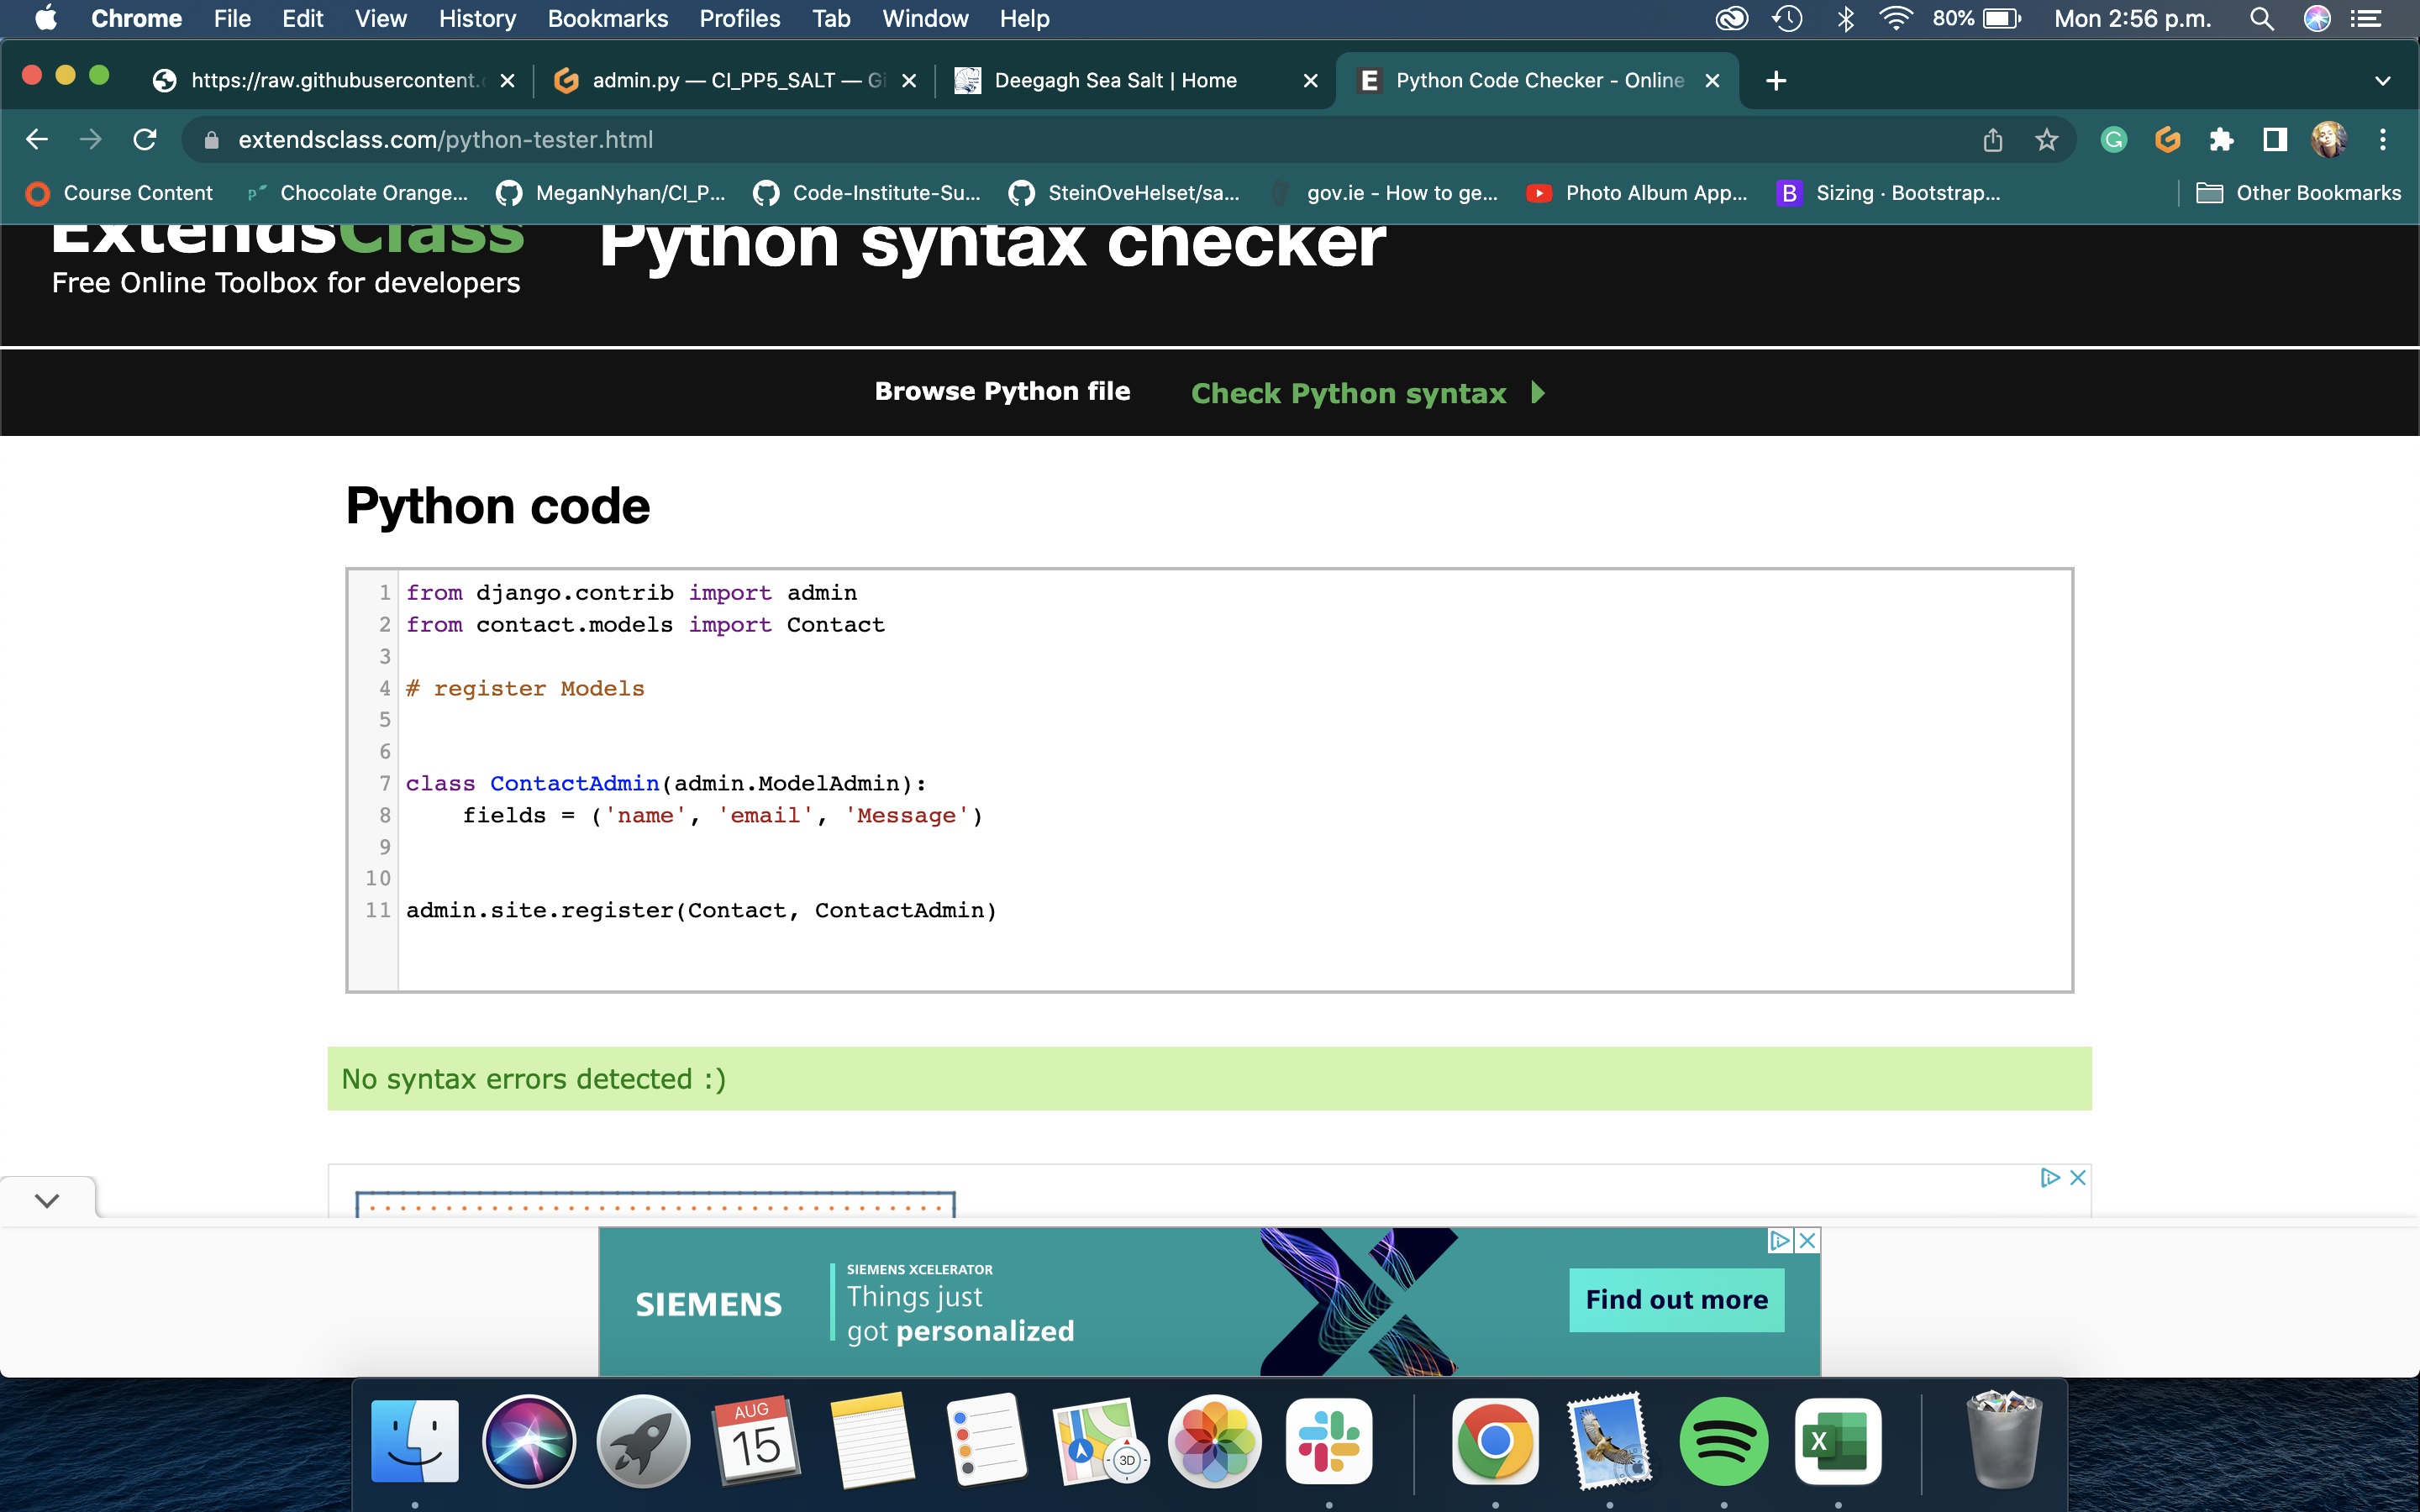 Chrome File Edit View History Bookmarks Profiles Tab Window Help 80% Mon 2:56 p.m.
https://raw.githubusercontent.c admin.py — CI_PP5_SALT — Gi Deegagh Sea Salt | Home Python Code Checker - Online
extendsclass.com/python-tester.html
Course Content Chocolate Orange... MeganNyhan/CI_P... Code-Institute-Su... SteinOveHelset/sa... gov.ie - How to ge... Photo Album App... Sizing · Bootstrap... Other Bookmarks
ExtendsClass Python syntax checker
Free Online Toolbox for developers
Browse Python file Check Python syntax
Python code
1 from django.contrib import admin
2 from contact.models import Contact
3
4 # register Models
5
6
7 class ContactAdmin(admin.ModelAdmin):
8     fields = ('name', 'email', 'Message')
9
10
11 admin.site.register(Contact, ContactAdmin)
No syntax errors detected :)
SIEMENS
SIEMENS XCELERATOR
Things just
got personalized
Find out more
AUG
15
3D
X